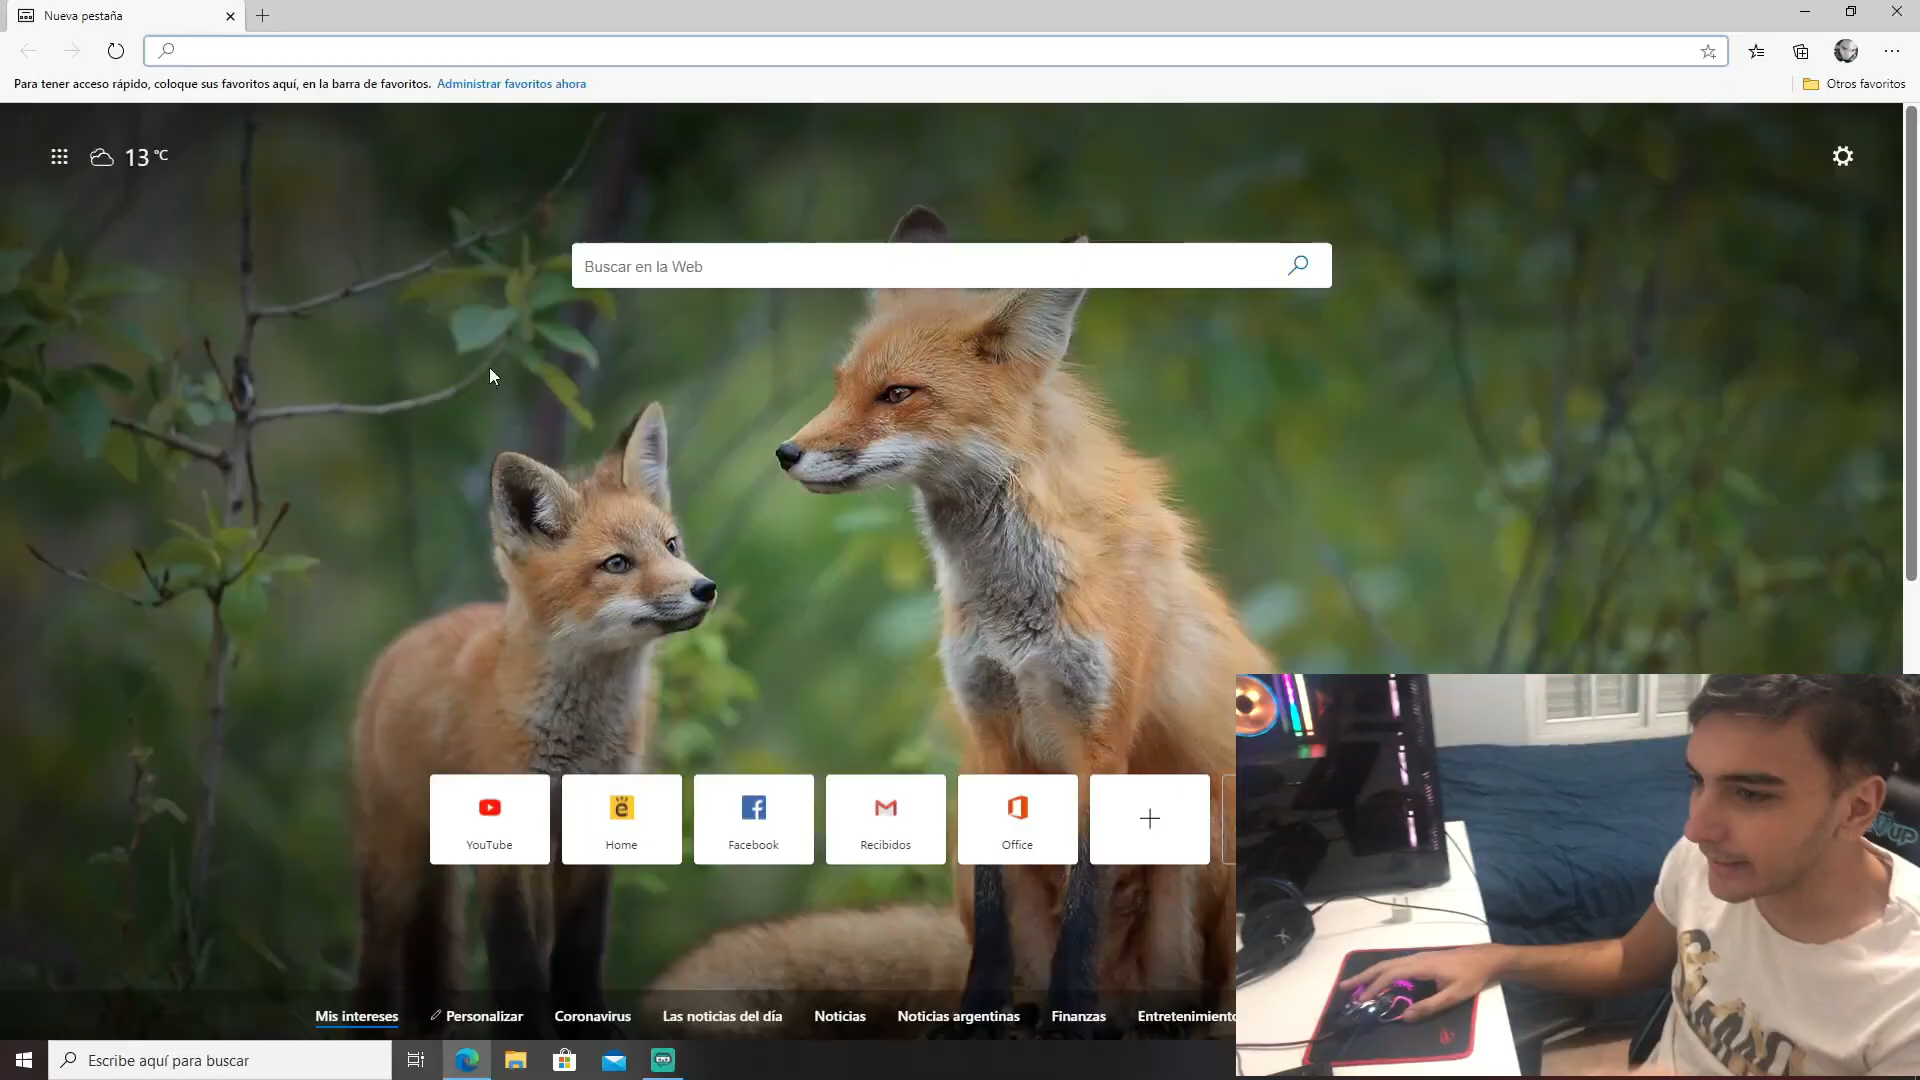 Nueva pestaña
Para tener acceso rápido, coloque sus favoritos aquí, en la barra de favoritos. Administrar favoritos ahora
Otros favoritos
13 °C
Buscar en la Web
YouTube
Home
Facebook
Recibidos
Office
Mis intereses
Personalizar
Coronavirus
Las noticias del día
Noticias
Noticias argentinas
Finanzas
Entretenimiento
Escribe aquí para buscar